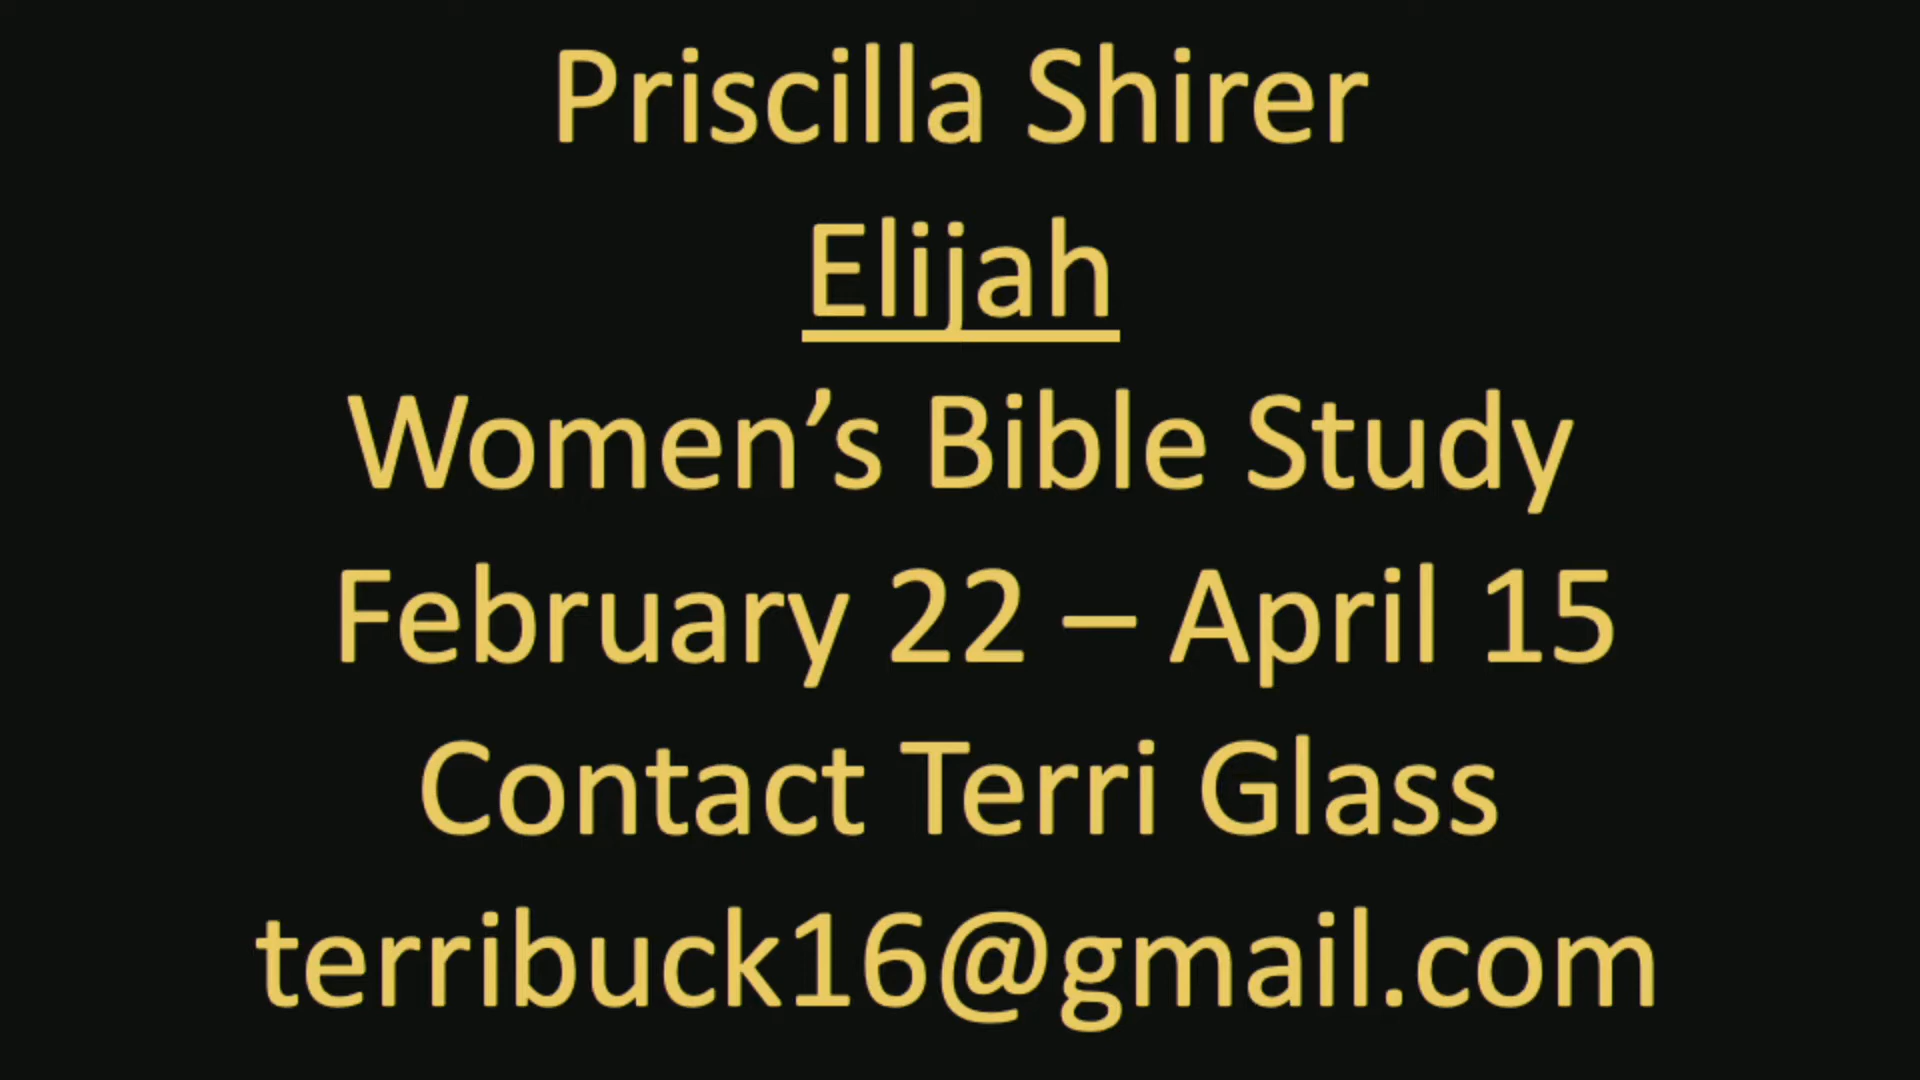 Priscilla Shirer
Elijah
Women’s Bible Study
February 22 – April 15
Contact Terri Glass
terribuck16@gmail.com